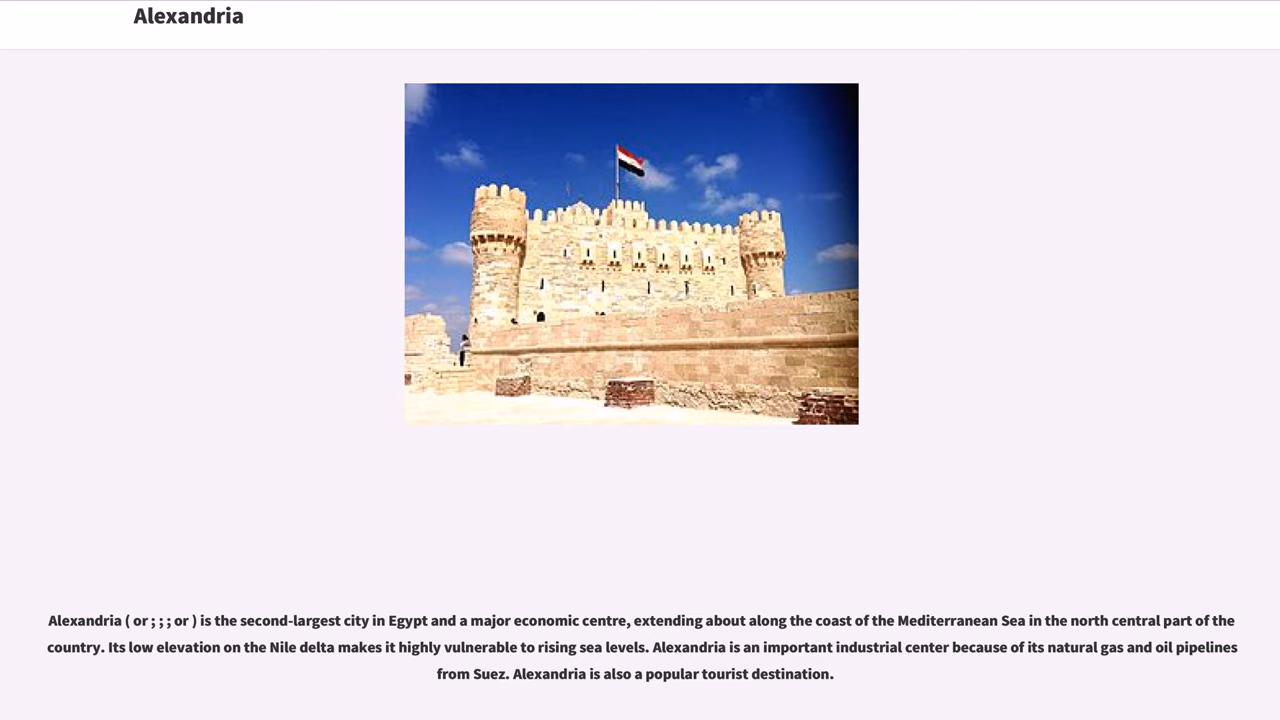 Alexandria
Alexandria ( or ; ; ; or ) is the second-largest city in Egypt and a major economic centre, extending about along the coast of the Mediterranean Sea in the north central part of the
country. Its low elevation on the Nile delta makes it highly vulnerable to rising sea levels. Alexandria is an important industrial center because of its natural gas and oil pipelines
from Suez. Alexandria is also a popular tourist destination.